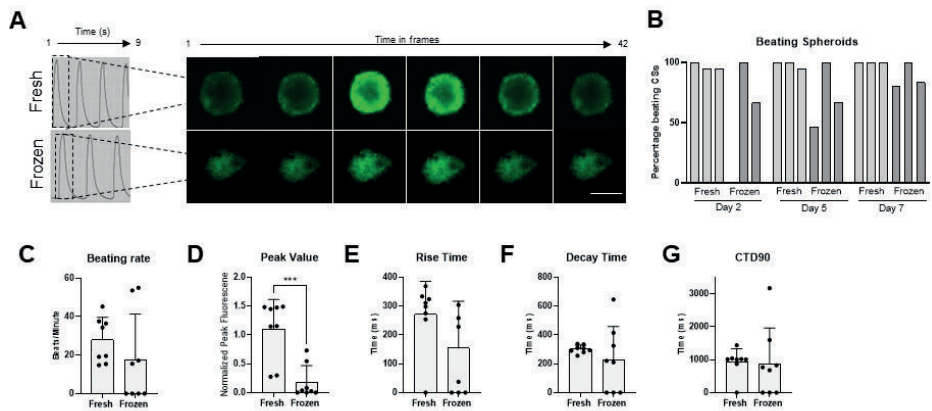 A
Time (s)
1
9
Time in frames
1
42
Fresh
Frozen
B
Beating Spheroids
Percentage beating CSs
100
50
0
Fresh Frozen Fresh Frozen Fresh Frozen
Day 2 Day 5 Day 7
C
Beating rate
Beats/Minute
60
40
20
0
Fresh Frozen
D
Peak Value
Normalized Peak Fluorescene
2.0
1.5
1.0
0.5
0.0
***
Fresh Frozen
E
Rise Time
Time (ms)
400
300
200
100
0
Fresh Frozen
F
Decay Time
Time (ms)
800
600
400
200
0
Fresh Frozen
G
CTD90
Time (ms)
3000
2000
1000
0
Fresh Frozen